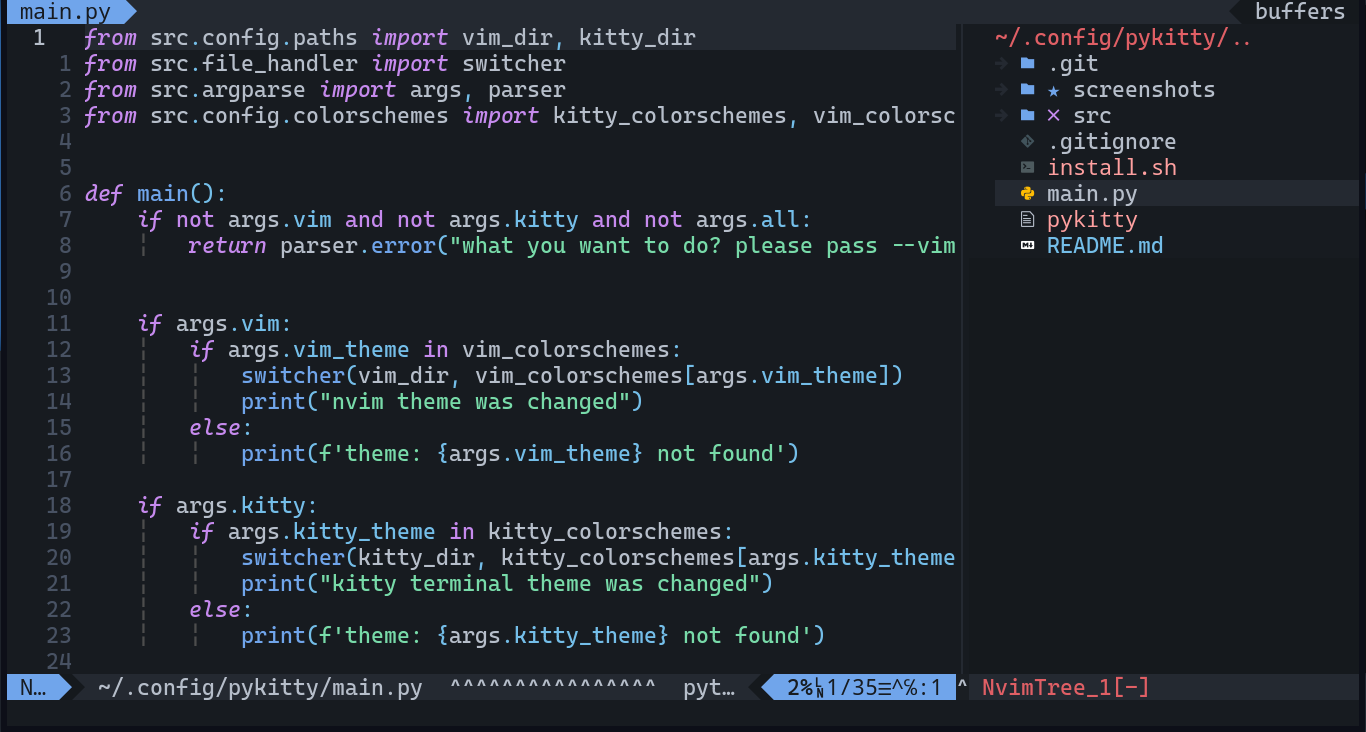 main.py buffers
1 from src.config.paths import vim_dir, kitty_dir
1 from src.file_handler import switcher
2 from src.argparse import args, parser
3 from src.config.colorschemes import kitty_colorschemes, vim_colorsc
4
5
6 def main():
7     if not args.vim and not args.kitty and not args.all:
8         return parser.error("what you want to do? please pass --vim
9
10
11     if args.vim:
12         if args.vim_theme in vim_colorschemes:
13             switcher(vim_dir, vim_colorschemes[args.vim_theme])
14             print("nvim theme was changed")
15         else:
16             print(f'theme: {args.vim_theme} not found')
17
18     if args.kitty:
19         if args.kitty_theme in kitty_colorschemes:
20             switcher(kitty_dir, kitty_colorschemes[args.kitty_theme
21             print("kitty terminal theme was changed")
22         else:
23             print(f'theme: {args.kitty_theme} not found')
24
~/.config/pykitty/..
.git
★ screenshots
✕ src
.gitignore
install.sh
main.py
pykitty
README.md
N… ~/.config/pykitty/main.py ^^^^^^^^^^^^^^^^ pyt… 2%␤1/35☰^℅:1 ^ NvimTree_1[-]